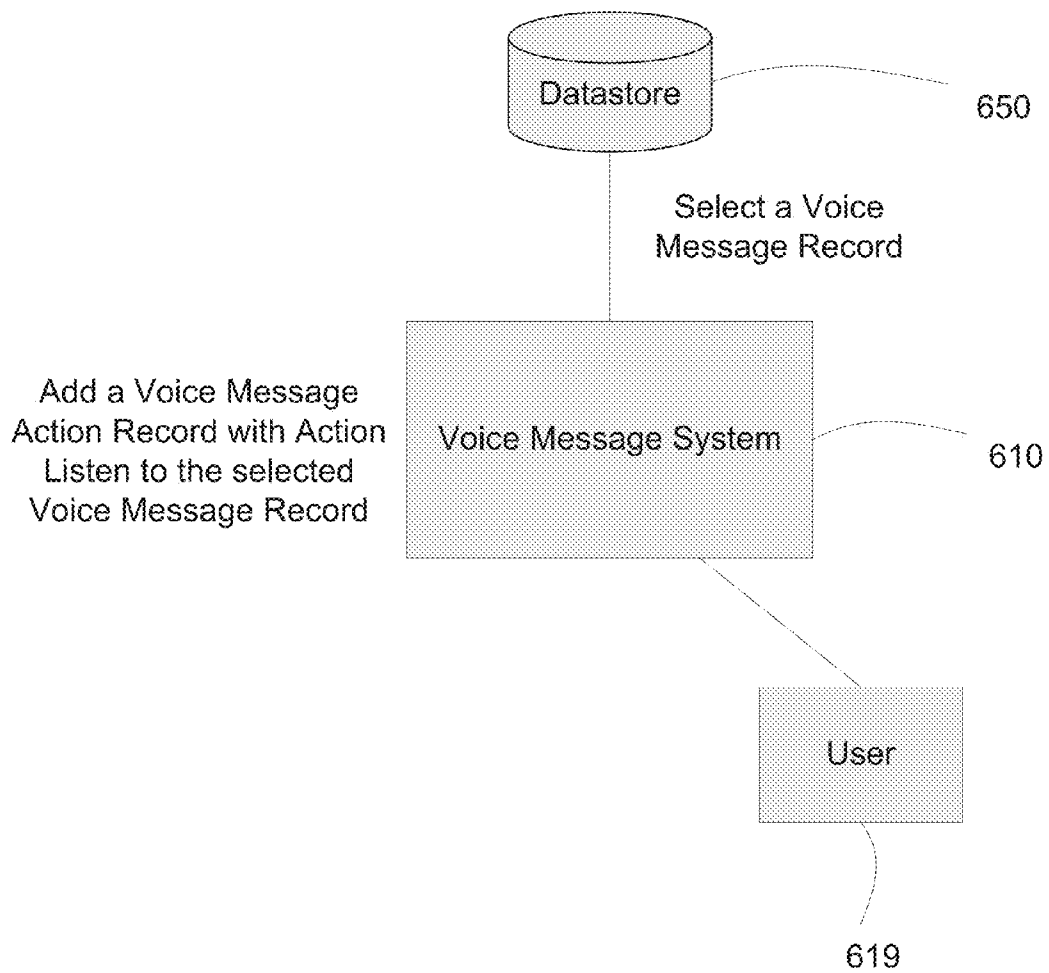 Datastore
650
Select a Voice
Message Record
Add a Voice Message
Action Record with Action
Listen to the selected
Voice Message Record
Voice Message System
610
User
619